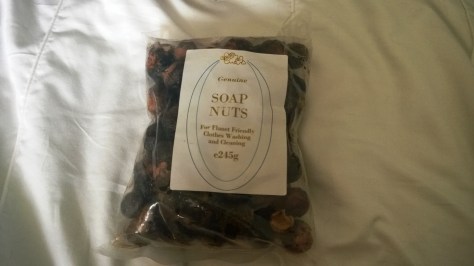 Genuine
SOAP
NUTS
For Planet Friendly
Clothes Washing
and Cleaning
e245g